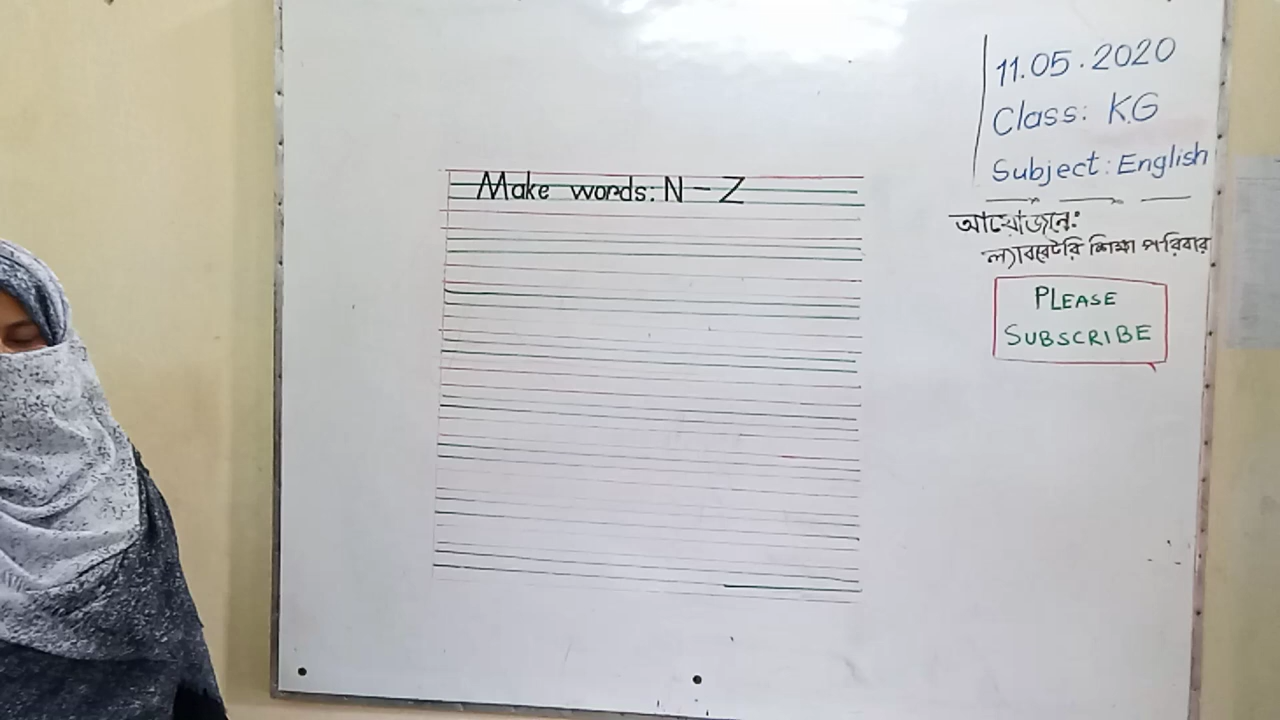 Make words: N - Z
11.05.2020
Class: KG
Subject: English
আয়োজনে:
ল্যাবরেটরি শিক্ষা পরিবার
PLEASE
SUBSCRIBE